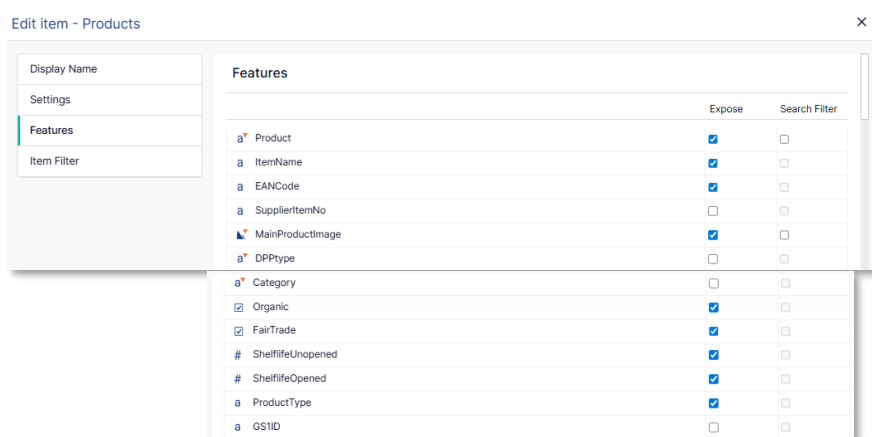 Edit item - Products
Display Name
Settings
Features
Item Filter
Features
Expose Search Filter
a Product
a ItemName
a EANCode
a SupplierItemNo
MainProductImage
a DPPtype
a Category
Organic
FairTrade
# ShelflifeUnopened
# ShelflifeOpened
a ProductType
a GS1ID